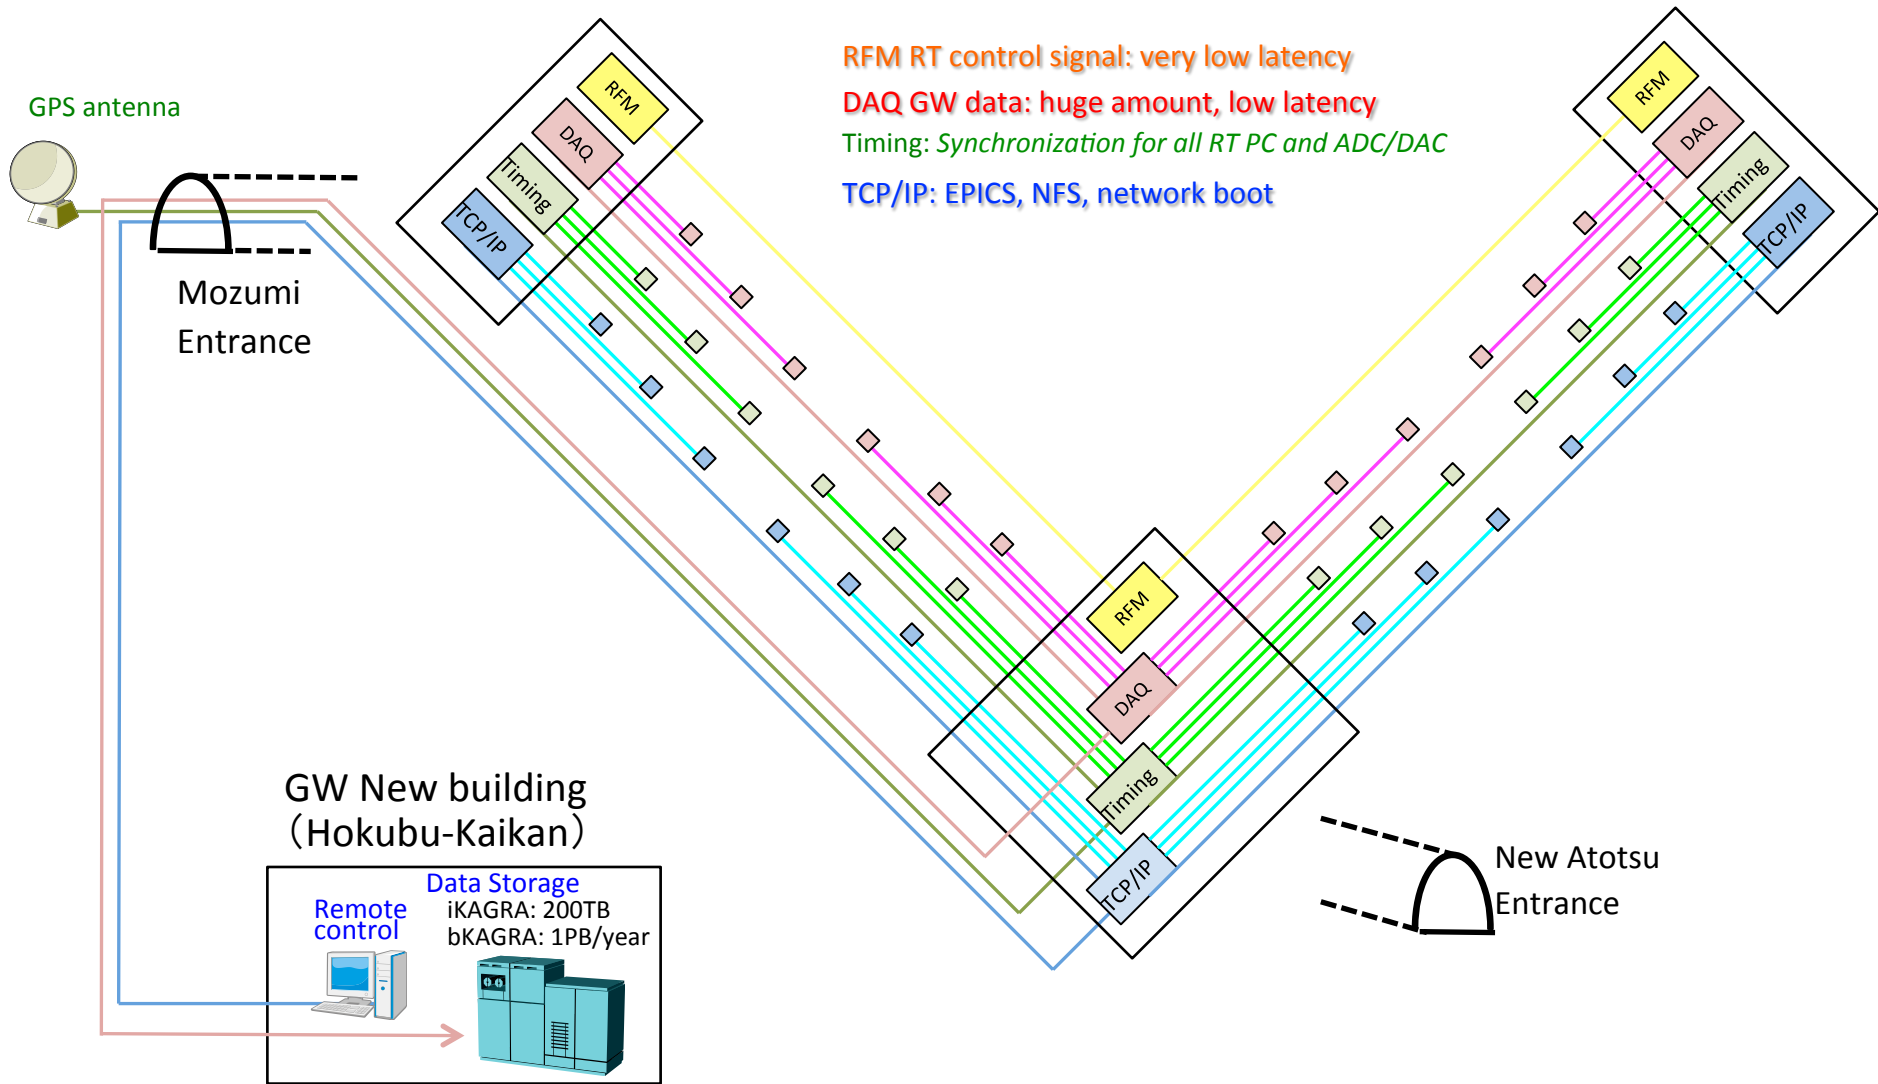 RFM RT control signal: very low latency
DAQ GW data: huge amount, low latency
Timing: Synchronization for all RT PC and ADC/DAC
TCP/IP: EPICS, NFS, network boot
GPS antenna
Mozumi
Entrance
RFM
DAQ
Timing
TCP/IP
RFM
DAQ
Timing
TCP/IP
RFM
DAQ
Timing
TCP/IP
New Atotsu
Entrance
GW New building
(Hokubu-Kaikan)
Data Storage
iKAGRA: 200TB
bKAGRA: 1PB/year
Remote
control